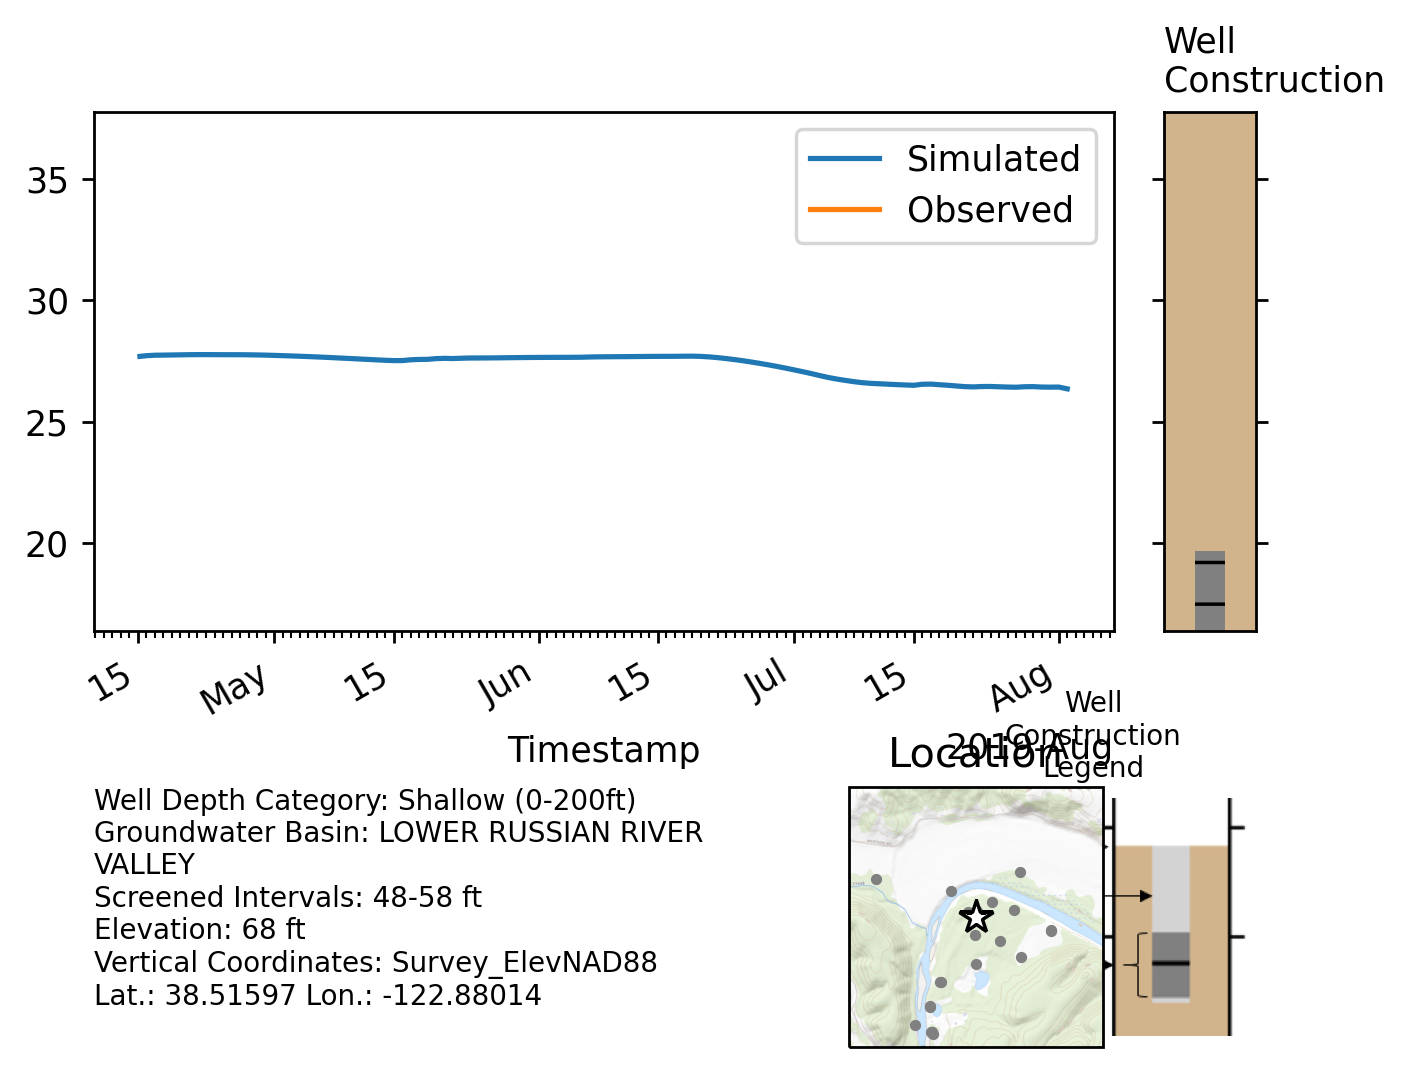 Well
Construction
Simulated
Observed
35
30
25
20
15
May
15
Jun
15
Jul
15
Aug
Timestamp
2019-Aug
Location
Well
Construction
Legend
Well Depth Category: Shallow (0-200ft)
Groundwater Basin: LOWER RUSSIAN RIVER
VALLEY
Screened Intervals: 48-58 ft
Elevation: 68 ft
Vertical Coordinates: Survey_ElevNAD88
Lat.: 38.51597 Lon.: -122.88014